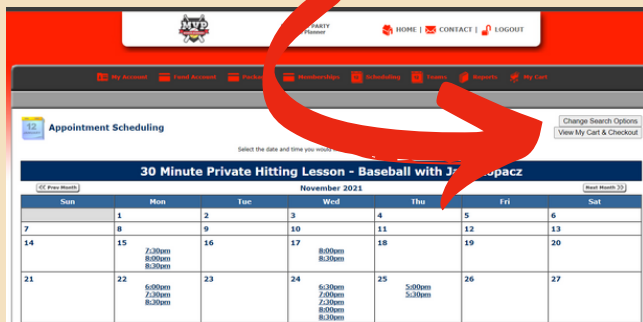 MVP
PARTY
Planner
HOME | CONTACT | LOGOUT
My Account Fund Account Memberships Scheduling Teams Reports My Cart
12 Appointment Scheduling
Change Search Options
View My Cart & Checkout
Select the date and time you would
30 Minute Private Hitting Lesson - Baseball with
<< Prev Month
November 2021
Next Month >>
Sun Mon Tue Wed Thu Fri Sat
1 2 3 4 5 6
7 8 9 10 11 12 13
14 15 16 17 18 19 20
7:30pm 8:00pm
8:00pm 8:30pm
8:30pm
21 22 23 24 25 26 27
6:00pm 6:30pm 5:00pm
7:30pm 7:00pm 5:30pm
8:30pm 7:30pm
8:00pm
8:30pm